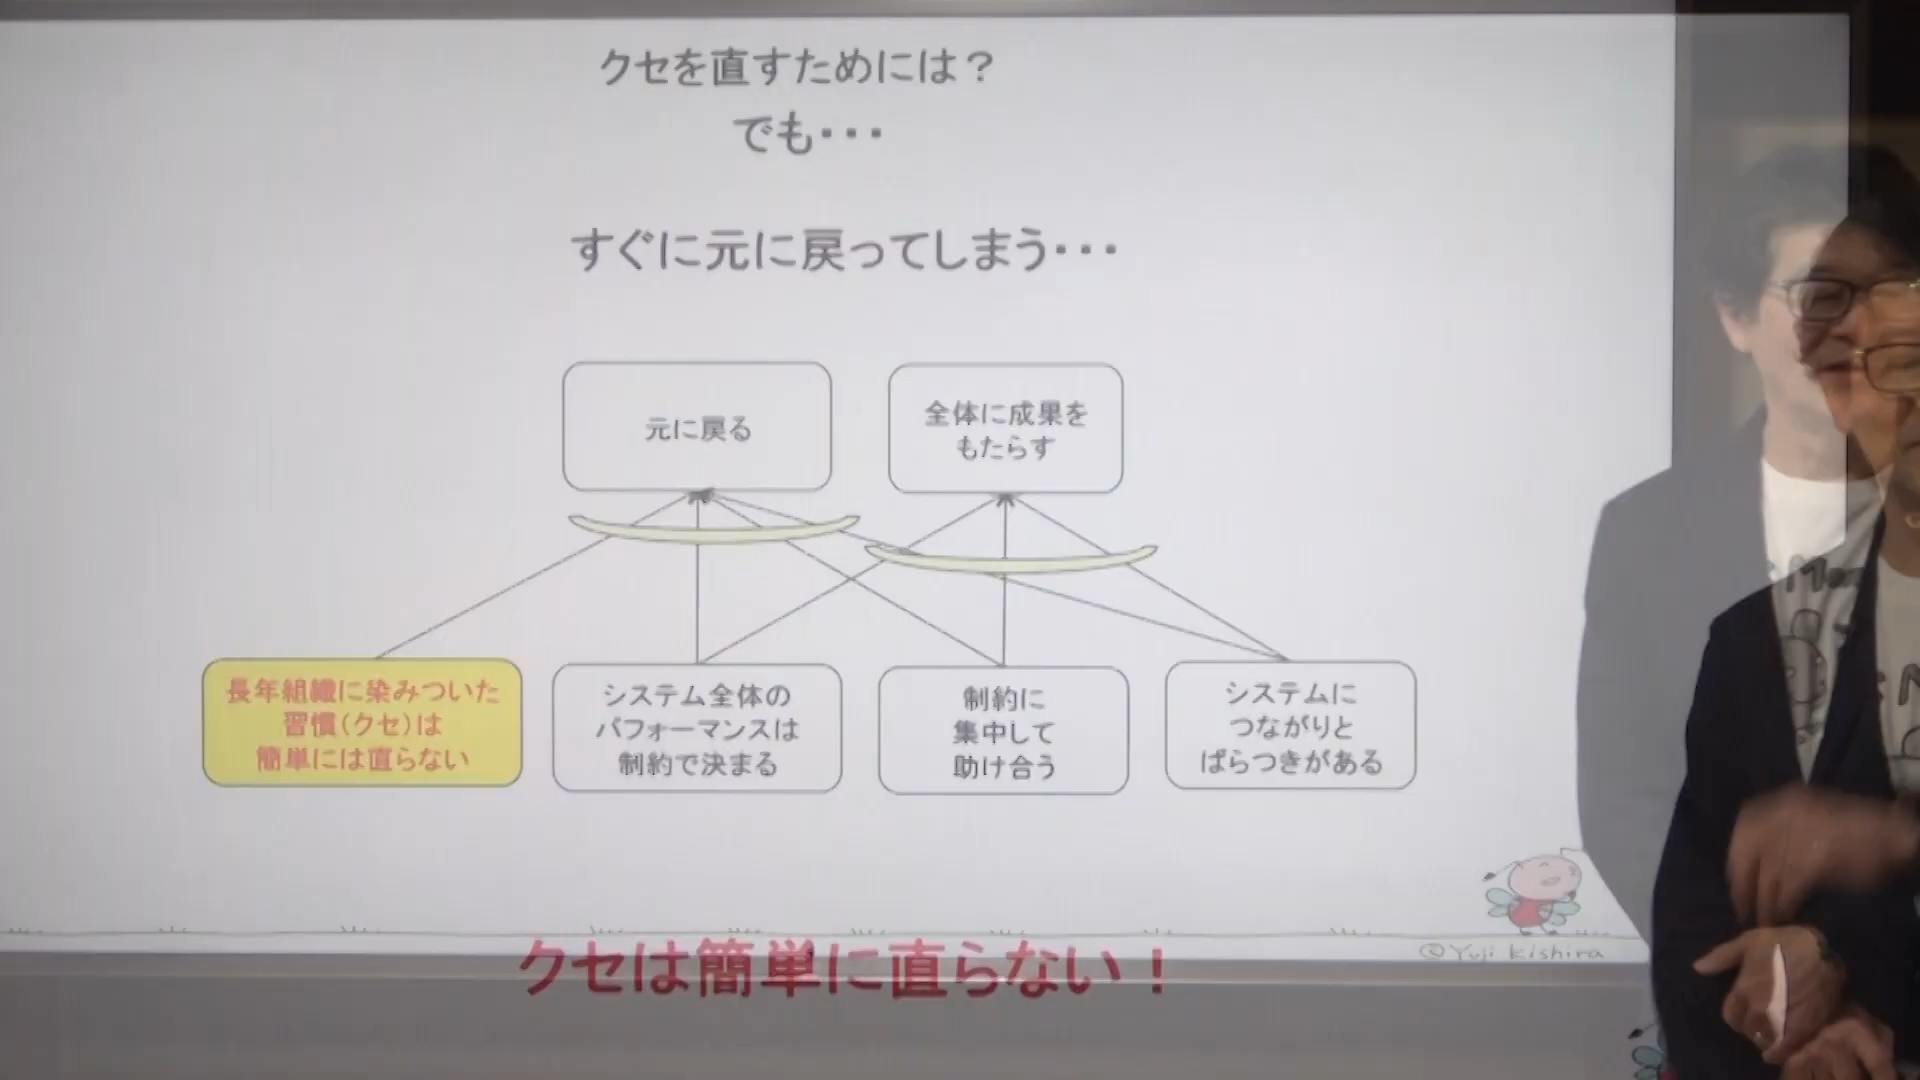 クセを直すためには？
でも・・・
すぐに元に戻ってしまう・・・
元に戻る
全体に成果を
もたらす
長年組織に染みついた
習慣（クセ）は
簡単には直らない
システム全体の
パフォーマンスは
制約で決まる
制約に
集中して
助け合う
システムに
つながりと
ばらつきがある
©Yuji Kishira
クセは簡単に直らない！